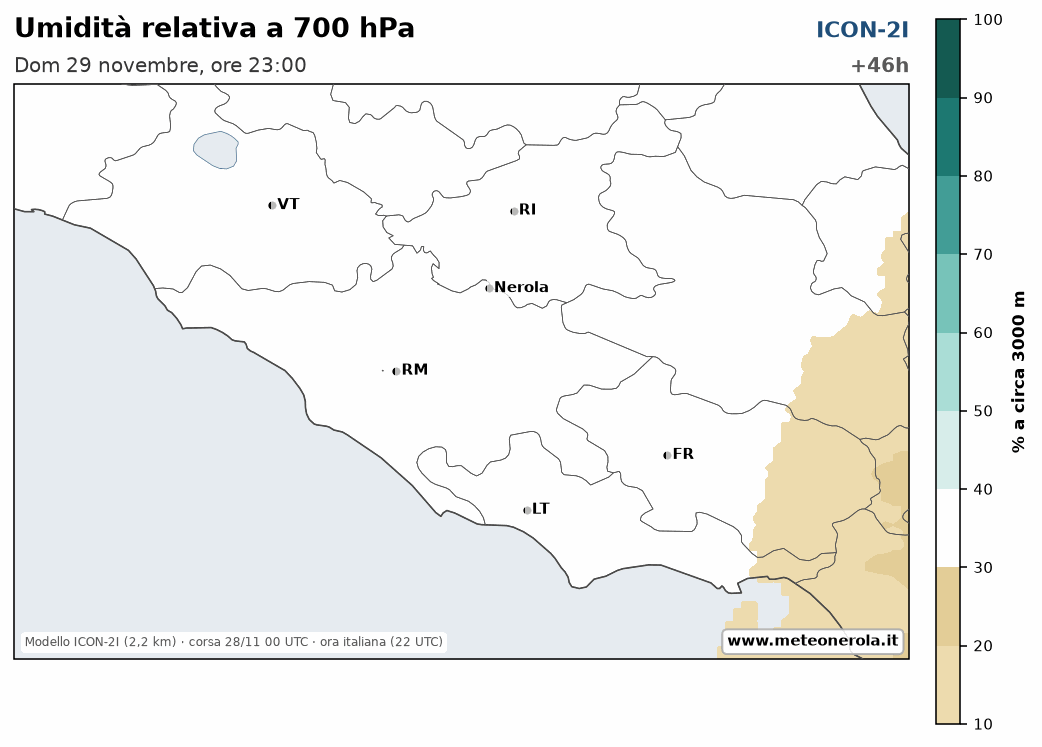 Umidità relativa a 700 hPa
ICON-2I
Dom 29 novembre, ore 23:00
+46h
100
90
80
70
60
50
40
30
20
10
% a circa 3000 m
VT
RI
Nerola
RM
FR
LT
Modello ICON-2I (2,2 km) · corsa 28/11 00 UTC · ora italiana (22 UTC)
www.meteonerola.it